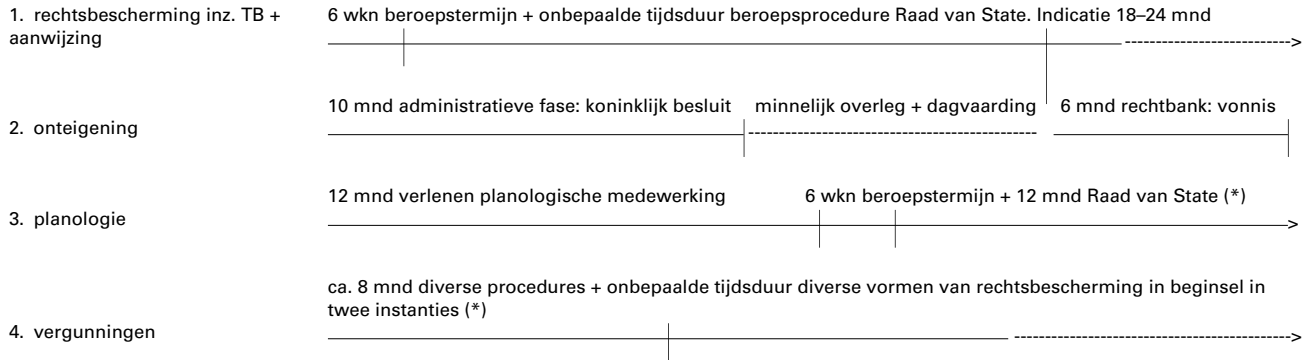 1. rechtsbescherming inz. TB +
aanwijzing
6 wkn beroepstermijn + onbepaalde tijdsduur beroepsprocedure Raad van State. Indicatie 18–24 mnd
2. onteigening
10 mnd administratieve fase: koninklijk besluit minnelijk overleg + dagvaarding 6 mnd rechtbank: vonnis
3. planologie
12 mnd verlenen planologische medewerking 6 wkn beroepstermijn + 12 mnd Raad van State (*)
4. vergunningen
ca. 8 mnd diverse procedures + onbepaalde tijdsduur diverse vormen van rechtsbescherming in beginsel in
twee instanties (*)